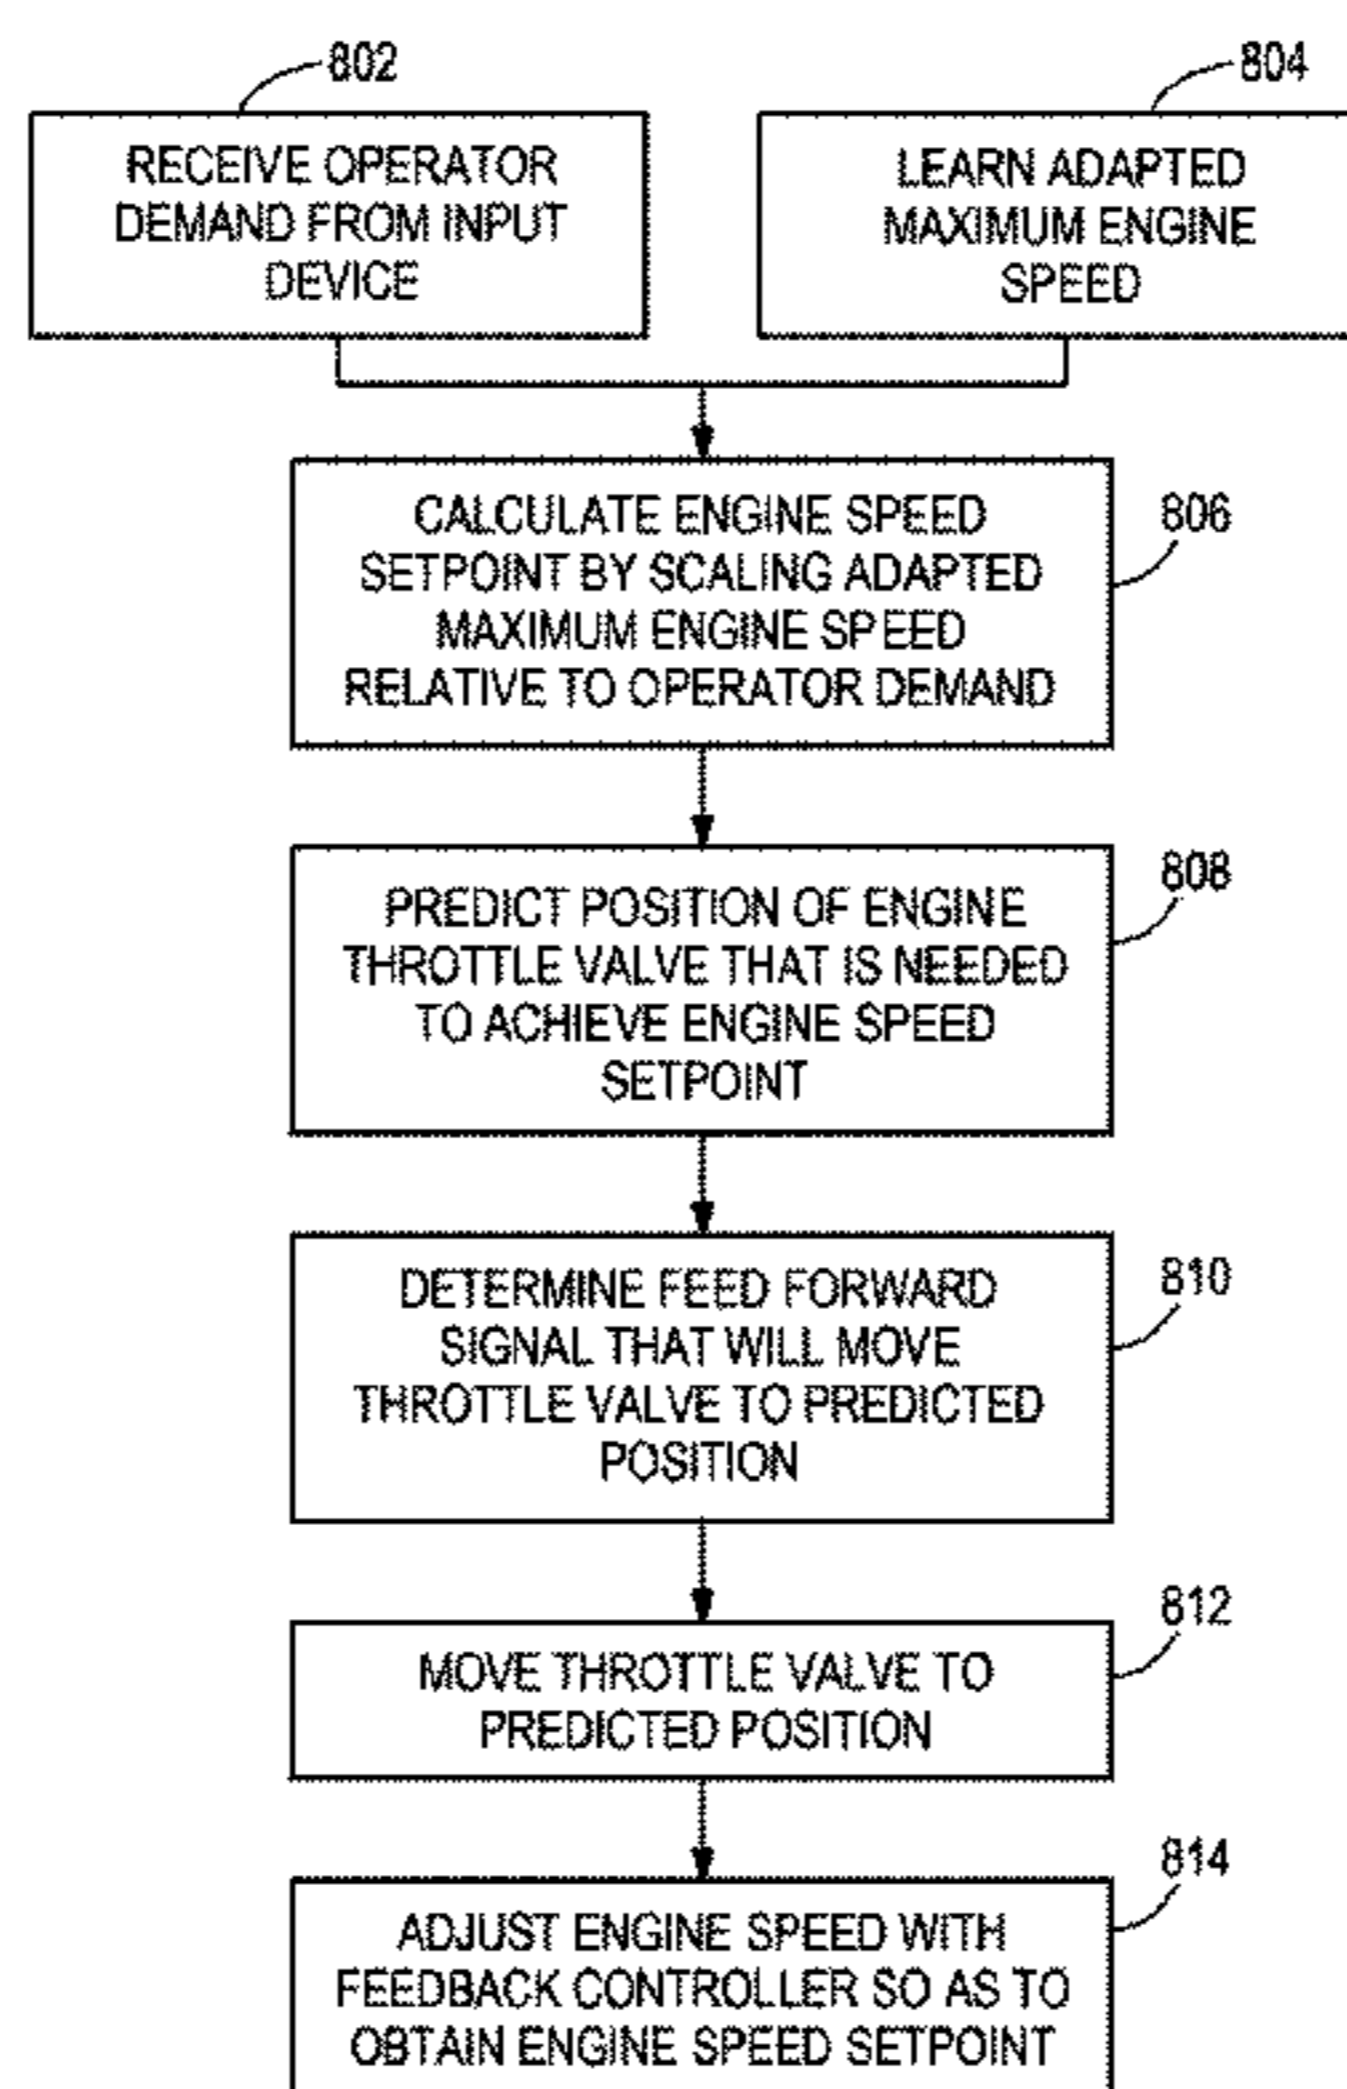 802
804
RECEIVE OPERATOR
DEMAND FROM INPUT
DEVICE
LEARN ADAPTED
MAXIMUM ENGINE
SPEED
CALCULATE ENGINE SPEED
SETPOINT BY SCALING ADAPTED
MAXIMUM ENGINE SPEED
RELATIVE TO OPERATOR DEMAND
806
PREDICT POSITION OF ENGINE
THROTTLE VALVE THAT IS NEEDED
TO ACHIEVE ENGINE SPEED
SETPOINT
808
DETERMINE FEED FORWARD
SIGNAL THAT WILL MOVE
THROTTLE VALVE TO PREDICTED
POSITION
810
MOVE THROTTLE VALVE TO
PREDICTED POSITION
812
ADJUST ENGINE SPEED WITH
FEEDBACK CONTROLLER SO AS TO
OBTAIN ENGINE SPEED SETPOINT
814